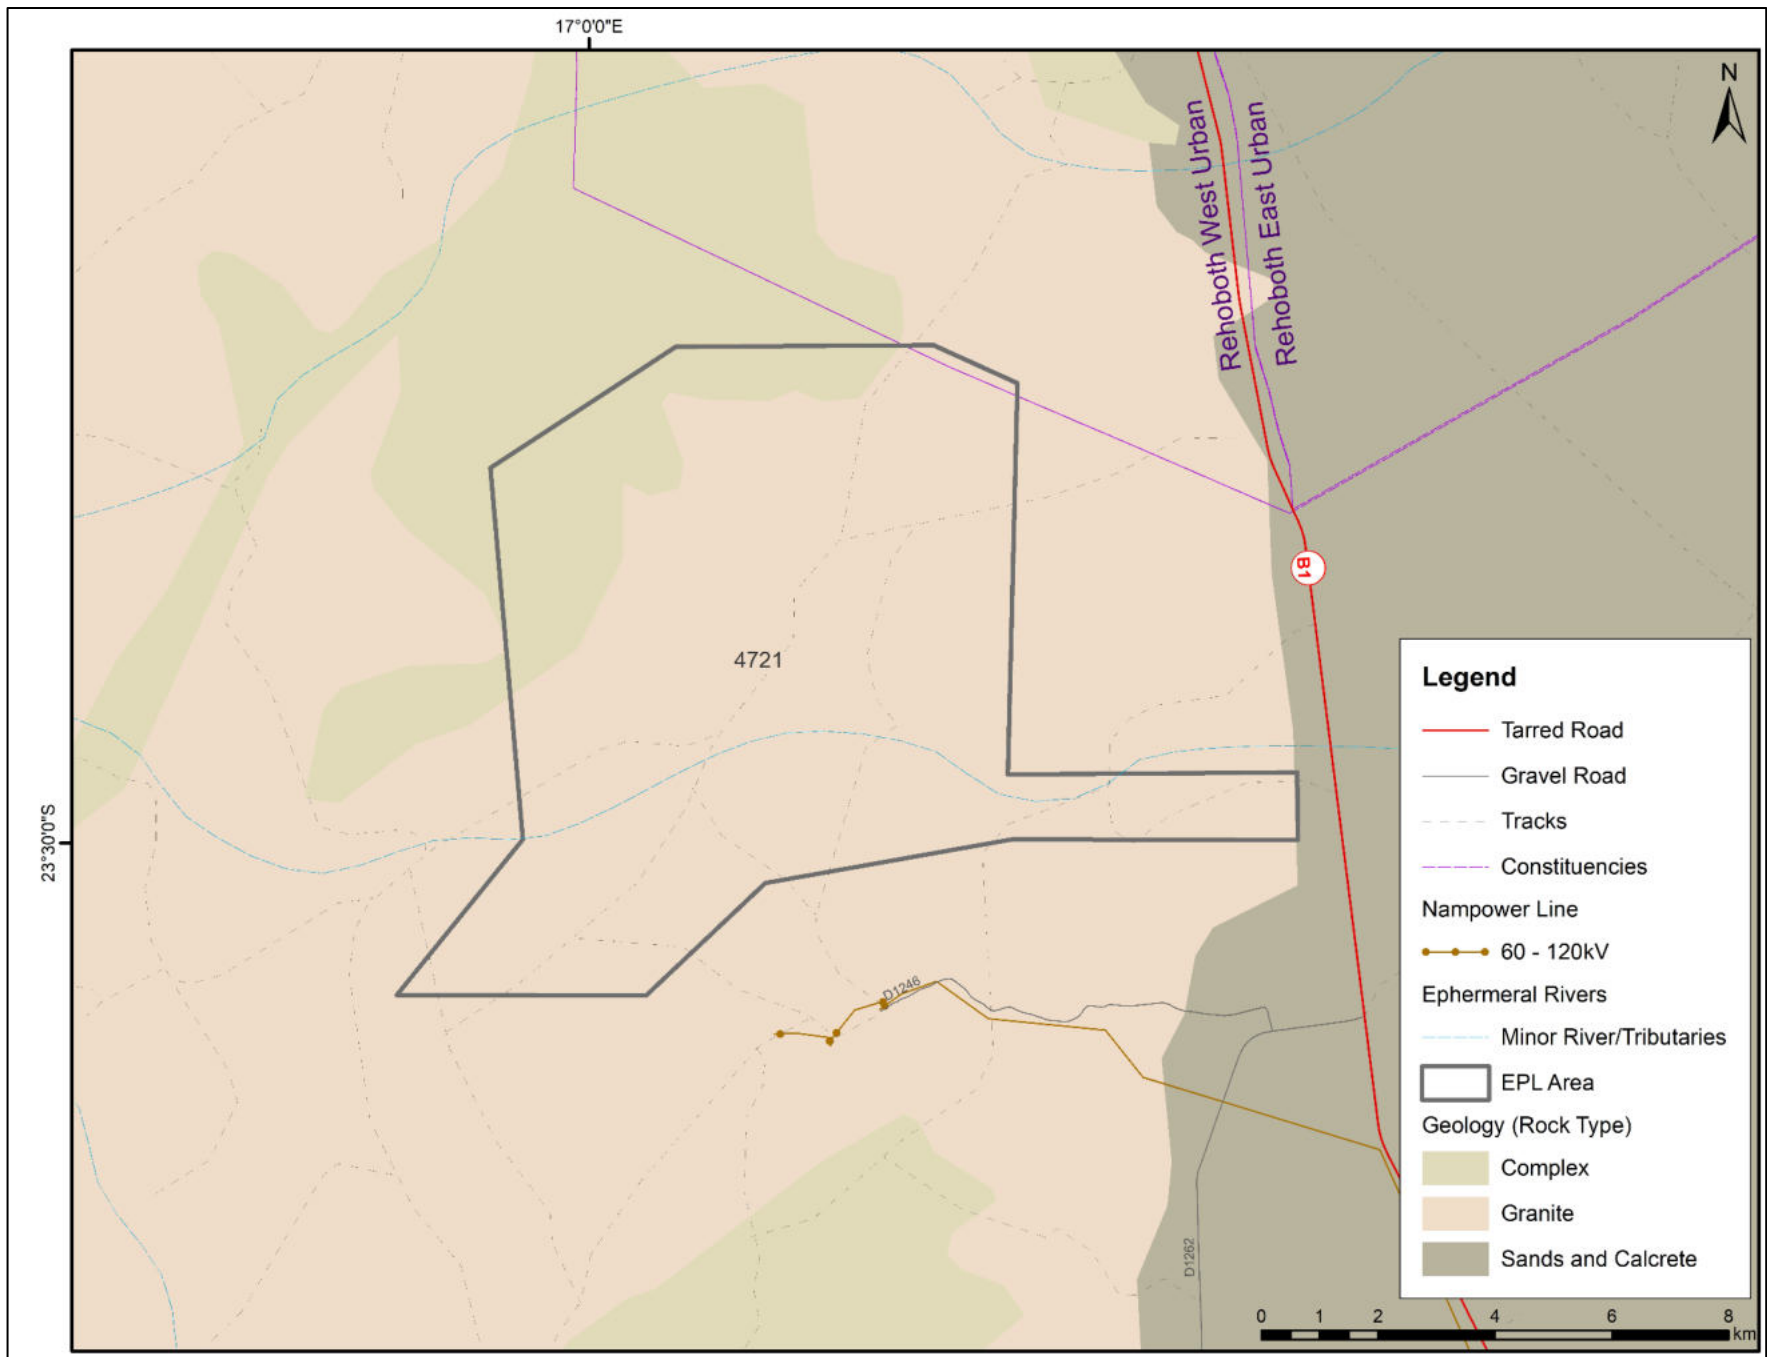 17°0'0"E
N
Rehoboth West Urban
Rehoboth East Urban
B1
4721
23°30'0"S
D1246
D1262
Legend
Tarred Road
Gravel Road
Tracks
Constituencies
Nampower Line
60 - 120kV
Ephermeral Rivers
Minor River/Tributaries
EPL Area
Geology (Rock Type)
Complex
Granite
Sands and Calcrete
0 1 2 4 6 8
km